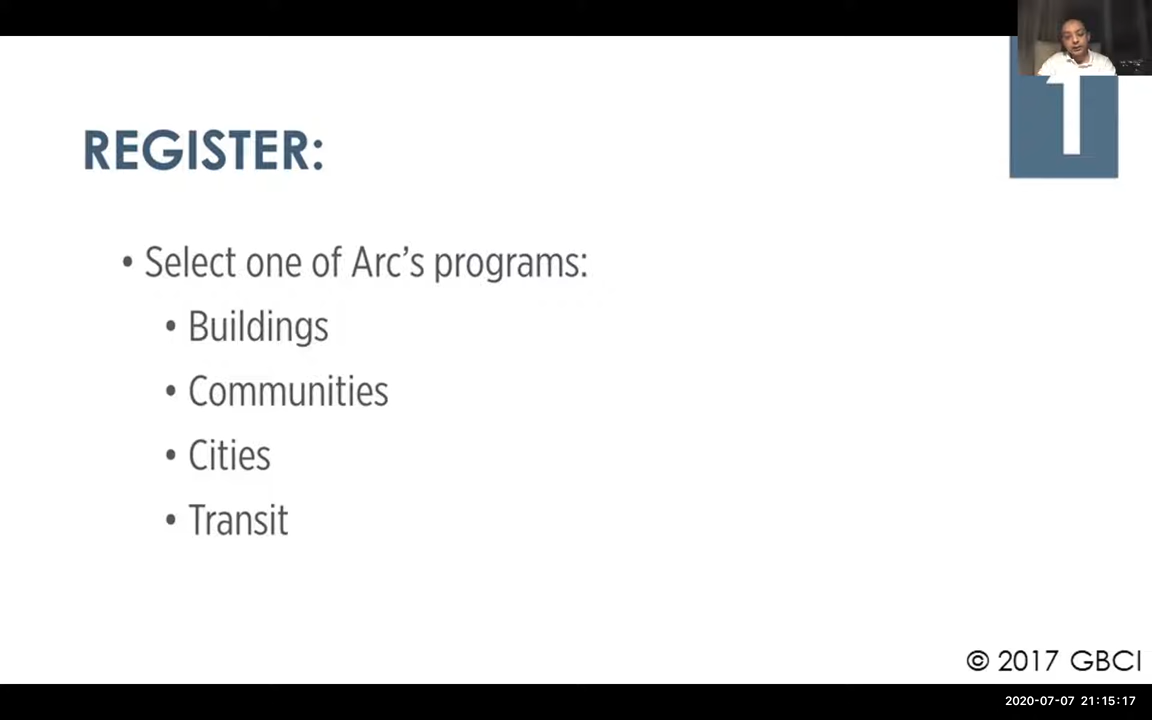 1
REGISTER:
• Select one of Arc’s programs:
• Buildings
• Communities
• Cities
• Transit
© 2017 GBCI
2020-07-07 21:15:17